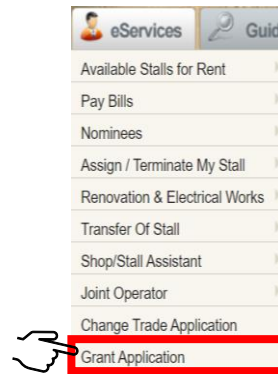 eServices
Guid
Available Stalls for Rent
Pay Bills
Nominees
Assign / Terminate My Stall
Renovation & Electrical Works
Transfer Of Stall
Shop/Stall Assistant
Joint Operator
Change Trade Application
Grant Application